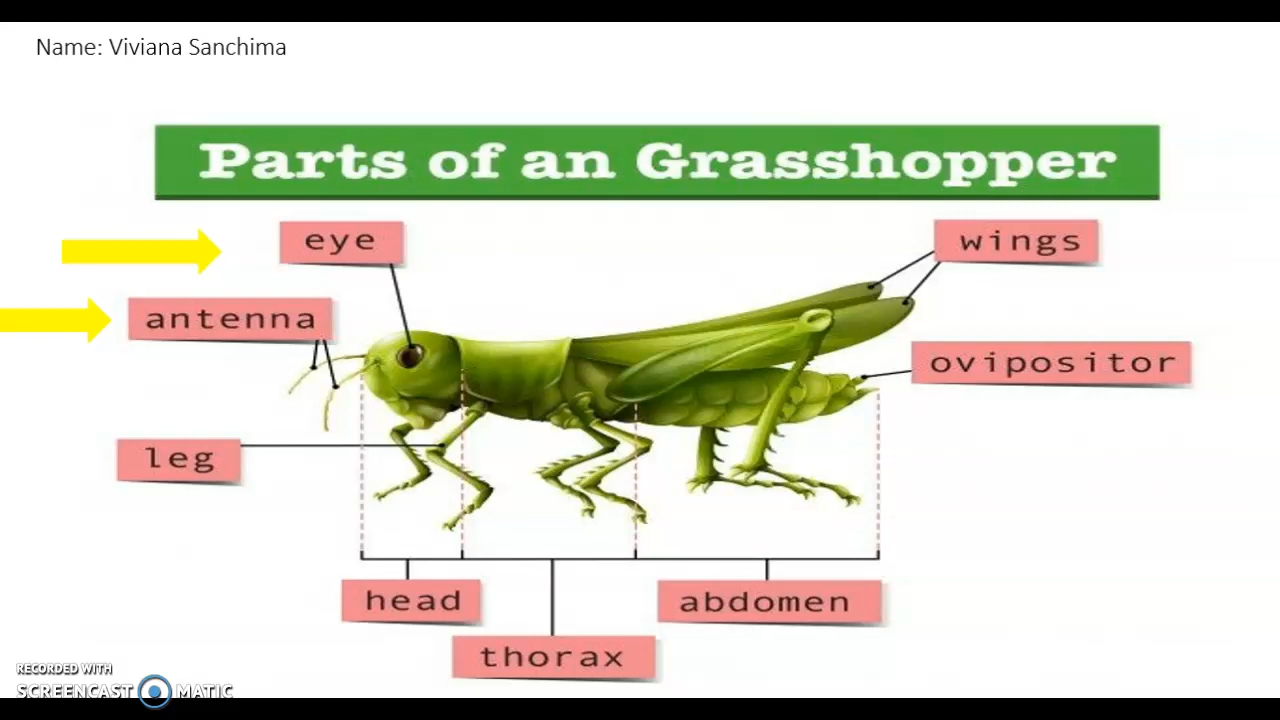 Name: Viviana Sanchima
Parts of an Grasshopper
eye
wings
antenna
ovipositor
leg
head
abdomen
thorax
RECORDED WITH
SCREENCAST MATIC